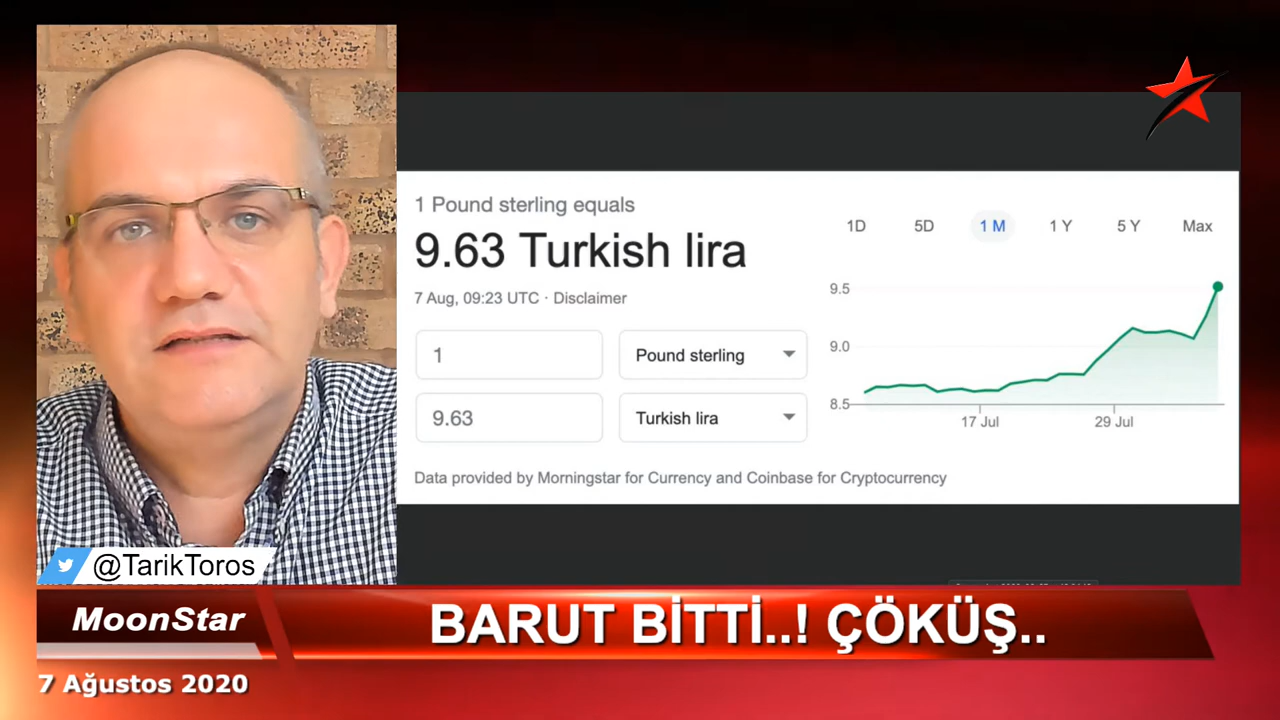 1 Pound sterling equals
9.63 Turkish lira
7 Aug, 09:23 UTC · Disclaimer
1 Pound sterling
9.63 Turkish lira
Data provided by Morningstar for Currency and Coinbase for Cryptocurrency
1D 5D 1 M 1 Y 5 Y Max
9.5
9.0
8.5
17 Jul 29 Jul
@TarikToros
MoonStar
BARUT BİTTİ..! ÇÖKÜŞ..
7 Ağustos 2020